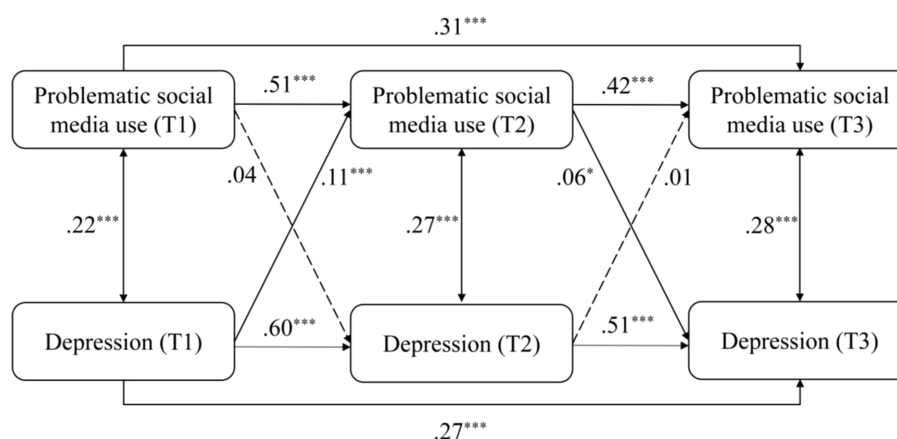 .31***
Problematic social
media use (T1)
.51***
Problematic social
media use (T2)
.42***
Problematic social
media use (T3)
.04
.11***
.06*
.01
.22***
.27***
.28***
Depression (T1)
.60***
Depression (T2)
.51***
Depression (T3)
.27***